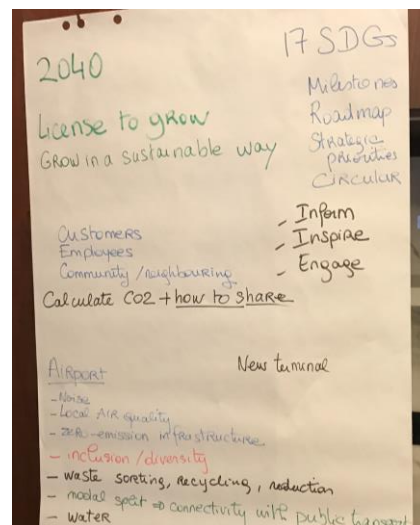 2040
17 SDGs
Milestones
Roadmap
Strategic
priorities
CIRCULAR
License to grow
GROW in a sustainable way
Customers
Employees
Community / neighbouring
- Inform
- Inspire
- Engage
Calculate CO2 + how to share
New terminal
AIRPORT
- Noise
- Local AIR quality
- ZERO-emission infrastructure
- inclusion / diversity
- waste sorting, recycling, reduction
- modal split => connectivity with public transport
- WATER